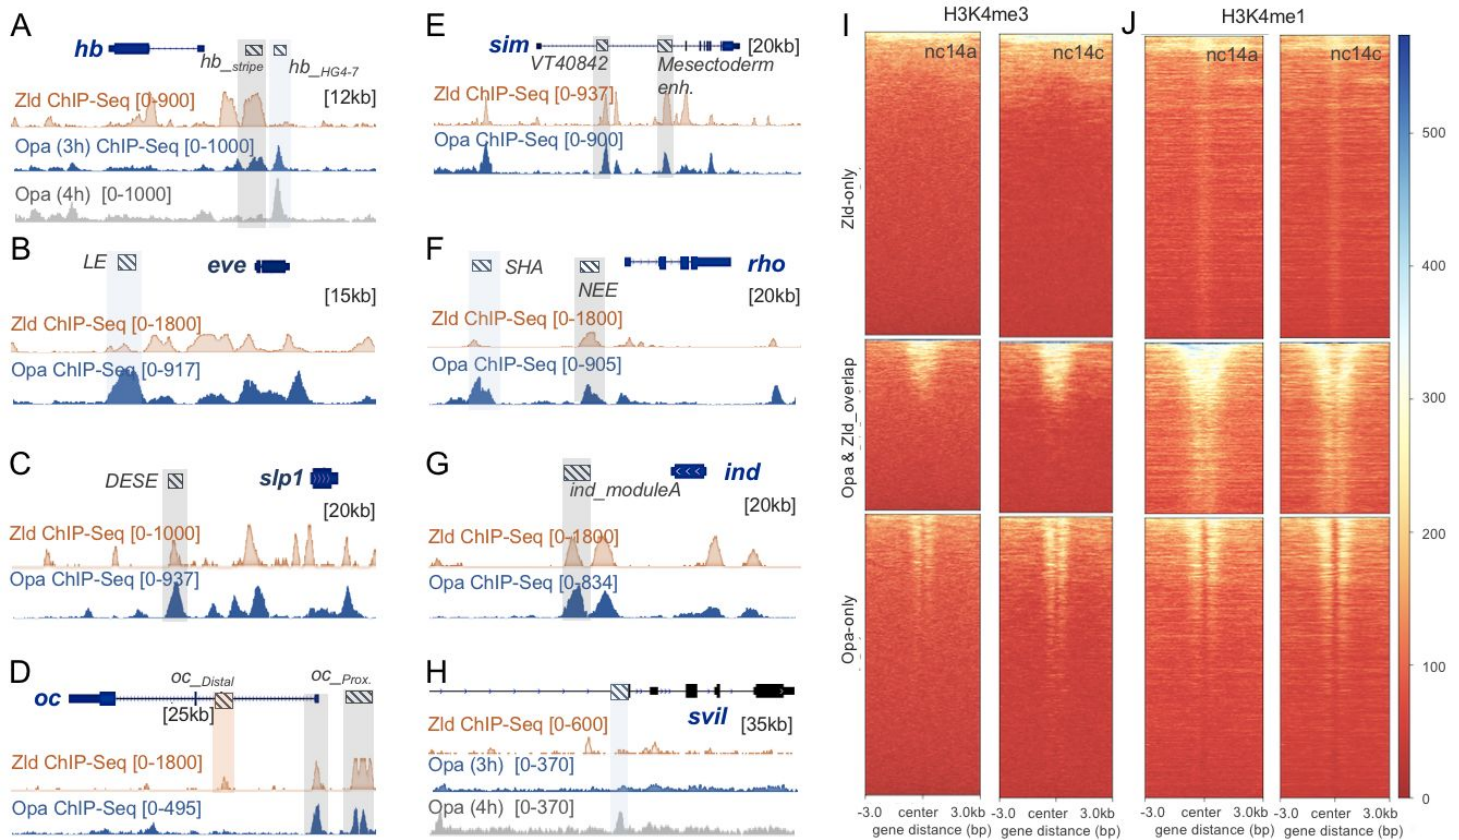 A
hb
hb_stripe
hb_HG4-7
[12kb]
Zld ChIP-Seq [0-900]
Opa (3h) ChIP-Seq [0-1000]
Opa (4h) [0-1000]
B
LE
eve
[15kb]
Zld ChIP-Seq [0-1800]
Opa ChIP-Seq [0-917]
C
DESE
slp1
[20kb]
Zld ChIP-Seq [0-1000]
Opa ChIP-Seq [0-937]
D
oc
oc_Distal
oc_Prox.
[25kb]
Zld ChIP-Seq [0-1800]
Opa ChIP-Seq [0-495]
E
sim
[20kb]
VT40842
Mesectoderm
enh.
Zld ChIP-Seq [0-937]
Opa ChIP-Seq [0-900]
F
SHA
NEE
rho
[20kb]
Zld ChIP-Seq [0-1800]
Opa ChIP-Seq [0-905]
G
ind_moduleA
ind
[20kb]
Zld ChIP-Seq [0-1800]
Opa ChIP-Seq [0-834]
H
svil
[35kb]
Zld ChIP-Seq [0-600]
Opa (3h) [0-370]
Opa (4h) [0-370]
I
H3K4me3
nc14a
nc14c
J
H3K4me1
nc14a
nc14c
Zld-only
Opa & Zld_overlap
Opa-only
-3.0 center 3.0kb
gene distance (bp)
-3.0 center 3.0kb
gene distance (bp)
-3.0 center 3.0kb
gene distance (bp)
-3.0 center 3.0kb
gene distance (bp)
500
400
300
200
100
0